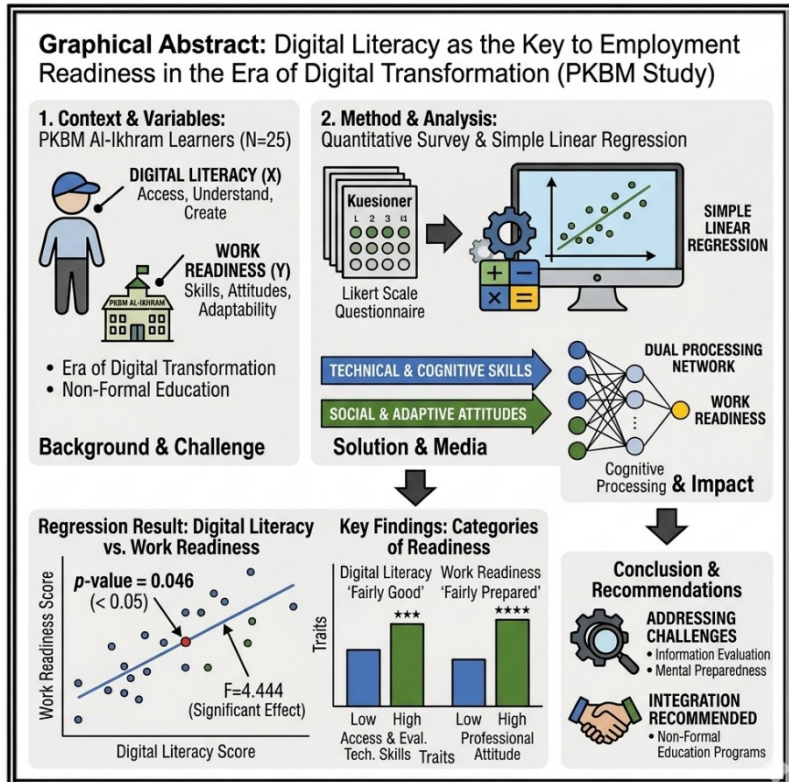 Graphical Abstract: Digital Literacy as the Key to Employment
Readiness in the Era of Digital Transformation (PKBM Study)
1. Context & Variables:
PKBM Al-Ikhram Learners (N=25)
DIGITAL LITERACY (X)
Access, Understand,
Create
WORK
READINESS (Y)
Skills, Attitudes,
Adaptability
PKBM AL-IKHRAM
• Era of Digital Transformation
• Non-Formal Education
Background & Challenge
2. Method & Analysis:
Quantitative Survey & Simple Linear Regression
Kuesioner
L 2 3
Likert Scale
Questionnaire
+ −
× =
SIMPLE
LINEAR
REGRESSION
TECHNICAL & COGNITIVE SKILLS
SOCIAL & ADAPTIVE ATTITUDES
DUAL PROCESSING
NETWORK
WORK
READINESS
Cognitive
Processing & Impact
Solution & Media
Regression Result: Digital Literacy
vs. Work Readiness
p-value = 0.046
(< 0.05)
F=4.444
(Significant Effect)
Work Readiness Score
Digital Literacy Score
Key Findings: Categories
of Readiness
Digital Literacy
'Fairly Good'
Work Readiness
'Fairly Prepared'
★★★
★★★★
Traits
Low High
Access & Eval.
Tech. Skills
Low High
Professional
Attitude
Traits
Conclusion &
Recommendations
ADDRESSING
CHALLENGES
• Information Evaluation
• Mental Preparedness
INTEGRATION
RECOMMENDED
• Non-Formal
Education Programs